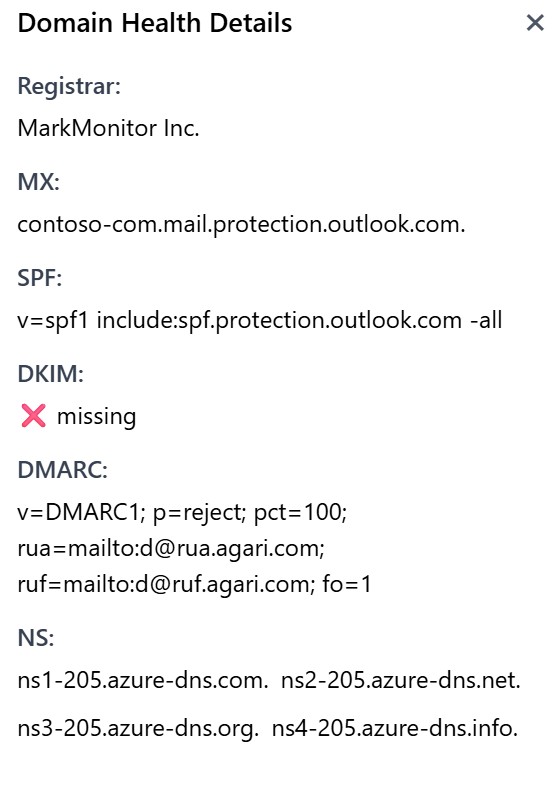 Domain Health Details
Registrar:
MarkMonitor Inc.
MX:
contoso-com.mail.protection.outlook.com.
SPF:
v=spf1 include:spf.protection.outlook.com -all
DKIM:
❌ missing
DMARC:
v=DMARC1; p=reject; pct=100;
rua=mailto:d@rua.agari.com;
ruf=mailto:d@ruf.agari.com; fo=1
NS:
ns1-205.azure-dns.com. ns2-205.azure-dns.net.
ns3-205.azure-dns.org. ns4-205.azure-dns.info.